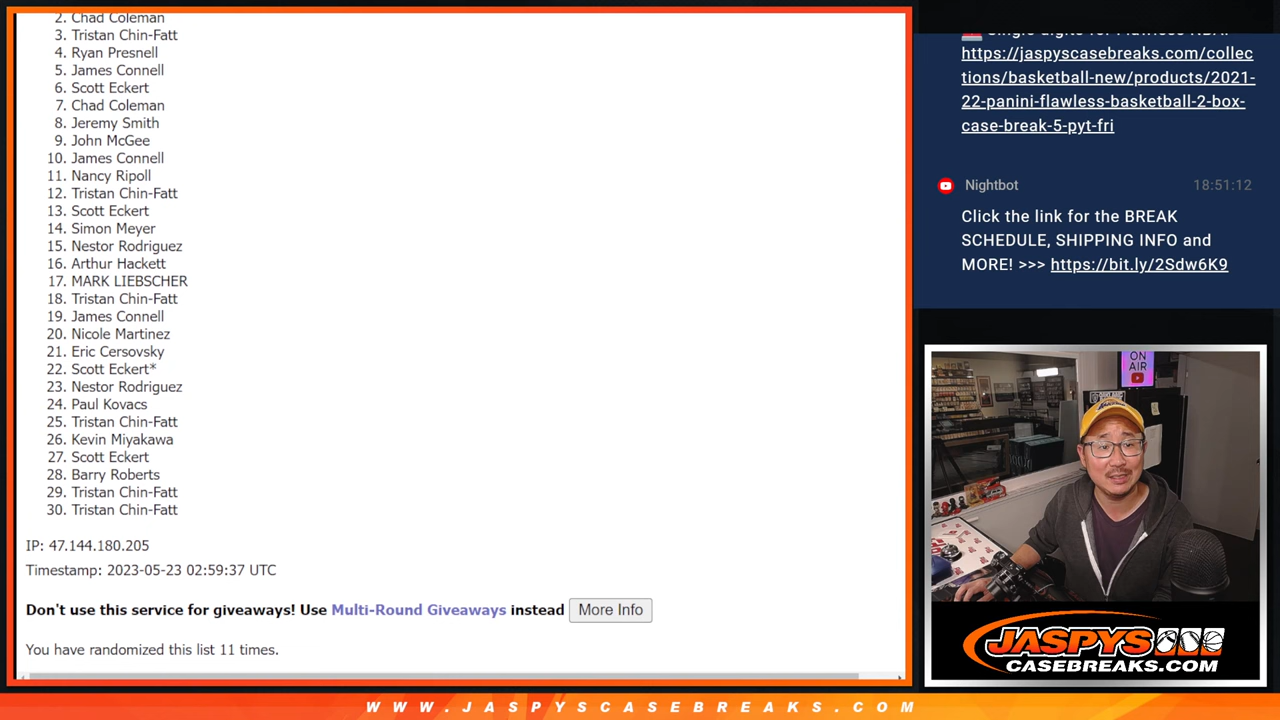 2. Chad Coleman
3. Tristan Chin-Fatt
4. Ryan Presnell
5. James Connell
6. Scott Eckert
7. Chad Coleman
8. Jeremy Smith
9. John McGee
10. James Connell
11. Nancy Ripoll
12. Tristan Chin-Fatt
13. Scott Eckert
14. Simon Meyer
15. Nestor Rodriguez
16. Arthur Hackett
17. MARK LIEBSCHER
18. Tristan Chin-Fatt
19. James Connell
20. Nicole Martinez
21. Eric Cersovsky
22. Scott Eckert*
23. Nestor Rodriguez
24. Paul Kovacs
25. Tristan Chin-Fatt
26. Kevin Miyakawa
27. Scott Eckert
28. Barry Roberts
29. Tristan Chin-Fatt
30. Tristan Chin-Fatt
IP: 47.144.180.205
Timestamp: 2023-05-23 02:59:37 UTC
Don't use this service for giveaways! Use Multi-Round Giveaways instead More Info
You have randomized this list 11 times.
https://jaspyscasebreaks.com/collec
tions/basketball-new/products/2021-
22-panini-flawless-basketball-2-box-
case-break-5-pyt-fri
Nightbot 18:51:12
Click the link for the BREAK
SCHEDULE, SHIPPING INFO and
MORE! >>> https://bit.ly/2Sdw6K9
ON
AIR
JASPYS
CASEBREAKS.COM
WWW.JASPYSCASEBREAKS.COM